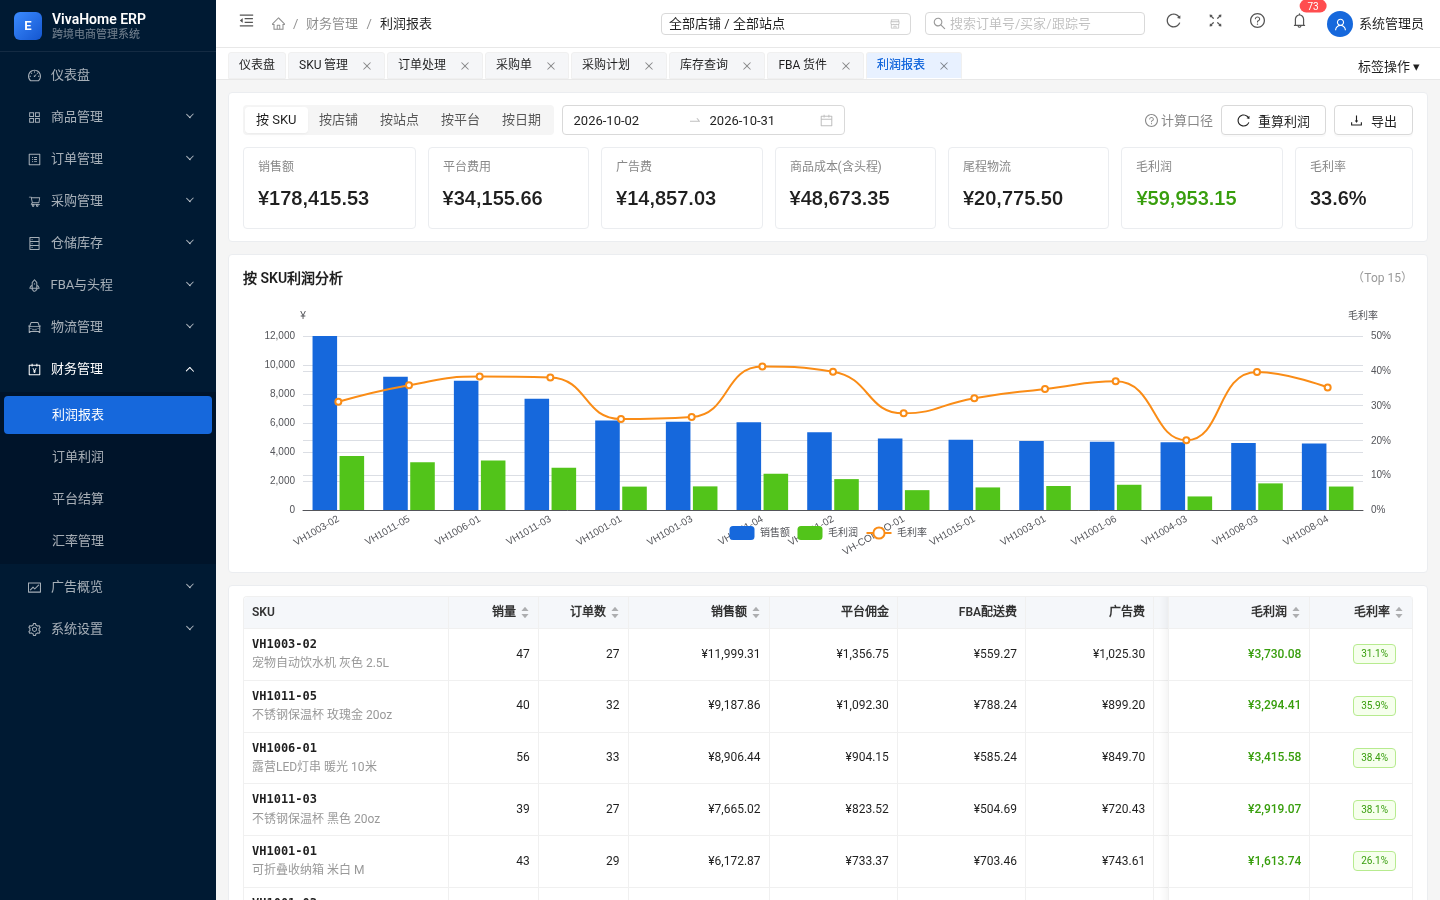 E
VivaHome ERP
跨境电商管理系统
仪表盘
商品管理
订单管理
采购管理
仓储库存
FBA与头程
物流管理
财务管理
利润报表
订单利润
平台结算
汇率管理
广告概览
系统设置
/ 财务管理 / 利润报表
全部店铺 / 全部站点
搜索订单号/买家/跟踪号
73
系统管理员
仪表盘
SKU 管理
订单处理
采购单
采购计划
库存查询
FBA 货件
利润报表
标签操作 ▾
按 SKU
按店铺
按站点
按平台
按日期
2026-10-02
2026-10-31
计算口径
重算利润
导出
销售额
¥178,415.53
平台费用
¥34,155.66
广告费
¥14,857.03
商品成本(含头程)
¥48,673.35
尾程物流
¥20,775.50
毛利润
¥59,953.15
毛利率
33.6%
按 SKU利润分析
（Top 15）
¥
毛利率
12,000
10,000
8,000
6,000
4,000
2,000
0
50%
40%
30%
20%
10%
0%
VH1003-02
VH1011-05
VH1006-01
VH1011-03
VH1001-01
VH1001-03
VH1015-01
VH1003-01
VH1001-06
VH1004-03
VH1008-03
VH1008-04
销售额
毛利润
毛利率
SKU 销量 订单数 销售额 平台佣金 FBA配送费 广告费 毛利润 毛利率
VH1003-02
宠物自动饮水机 灰色 2.5L
47 27 ¥11,999.31 ¥1,356.75 ¥559.27 ¥1,025.30 ¥3,730.08 31.1%
VH1011-05
不锈钢保温杯 玫瑰金 20oz
40 32 ¥9,187.86 ¥1,092.30 ¥788.24 ¥899.20 ¥3,294.41 35.9%
VH1006-01
露营LED灯串 暖光 10米
56 33 ¥8,906.44 ¥904.15 ¥585.24 ¥849.70 ¥3,415.58 38.4%
VH1011-03
不锈钢保温杯 黑色 20oz
39 27 ¥7,665.02 ¥823.52 ¥504.69 ¥720.43 ¥2,919.07 38.1%
VH1001-01
可折叠收纳箱 米白 M
43 29 ¥6,172.87 ¥733.37 ¥703.46 ¥743.61 ¥1,613.74 26.1%